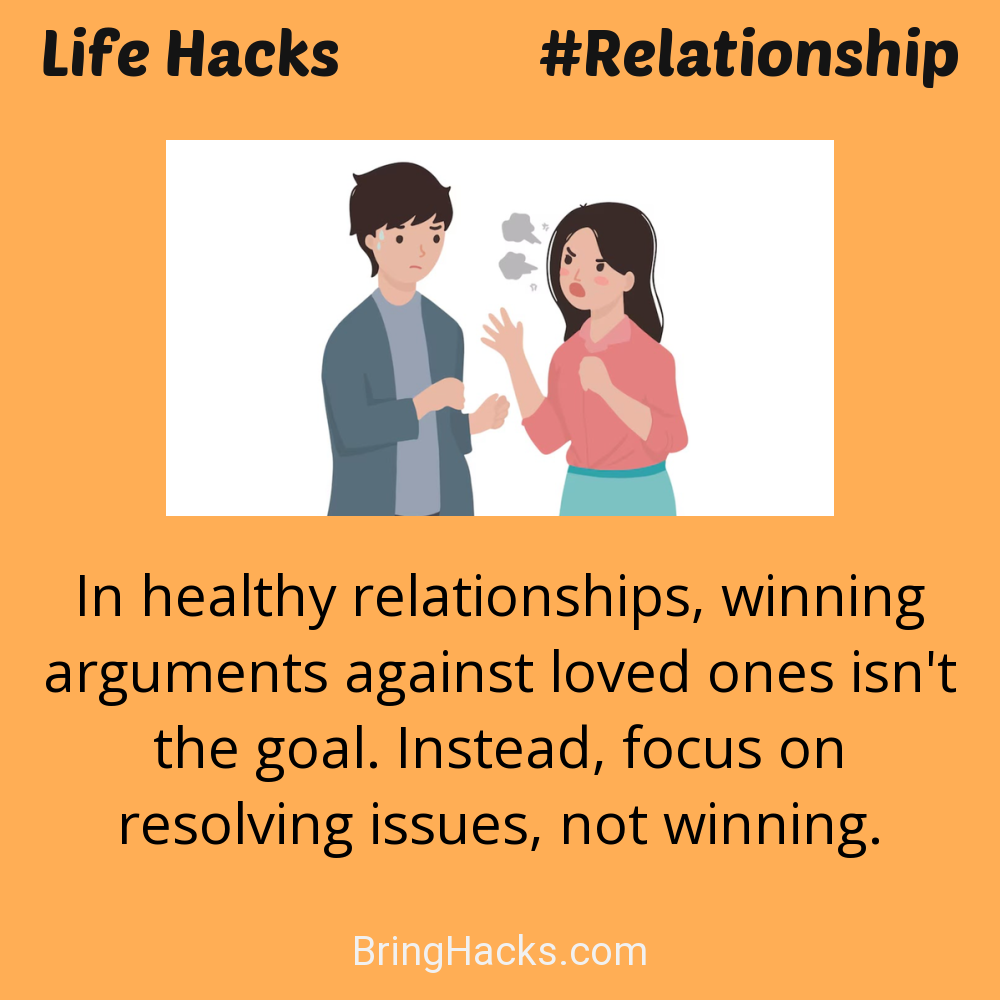 Life Hacks #Relationship
In healthy relationships, winning
arguments against loved ones isn't
the goal. Instead, focus on
resolving issues, not winning.
BringHacks.com